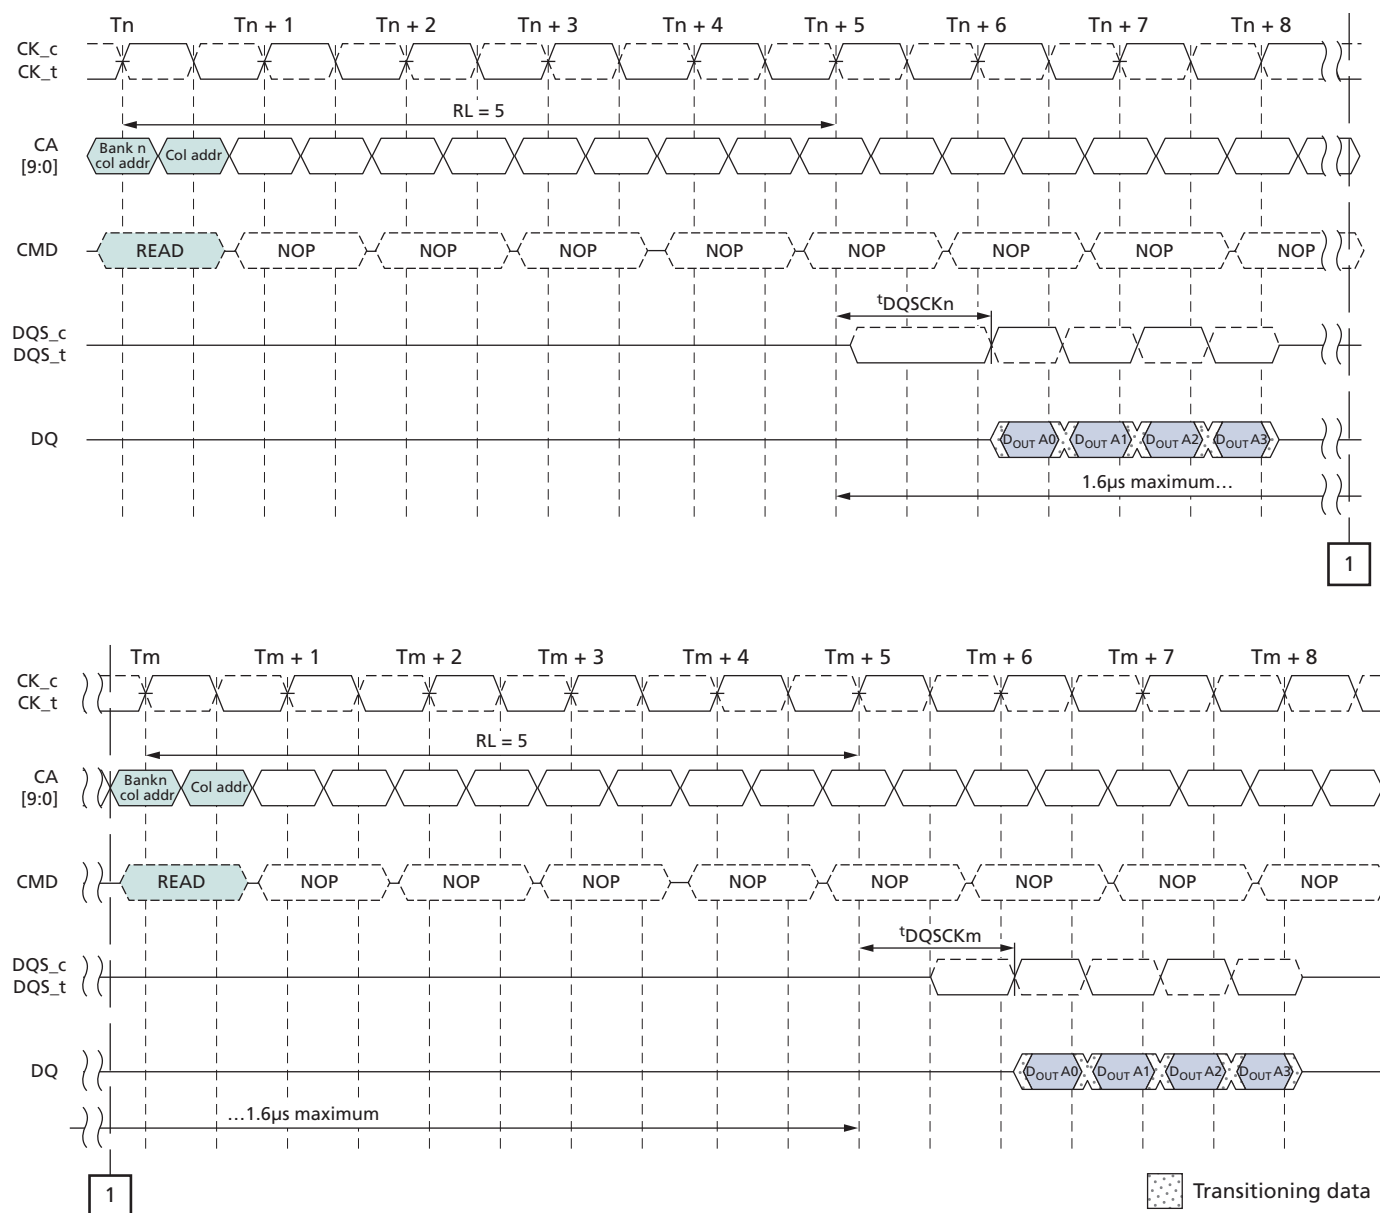 Tn Tn + 1 Tn + 2 Tn + 3 Tn + 4 Tn + 5 Tn + 6 Tn + 7 Tn + 8
CK_c
CK_t
RL = 5
CA
[9:0]
Bank n
col addr
Col addr
CMD READ NOP NOP NOP NOP NOP NOP NOP NOP
tDQSCKn
DQS_c
DQS_t
DQ DOUT A0 DOUT A1 DOUT A2 DOUT A3
1.6µs maximum…
1
Tm Tm + 1 Tm + 2 Tm + 3 Tm + 4 Tm + 5 Tm + 6 Tm + 7 Tm + 8
CK_c
CK_t
RL = 5
CA
[9:0]
Bankn
col addr
Col addr
CMD READ NOP NOP NOP NOP NOP NOP NOP NOP
tDQSCKm
DQS_c
DQS_t
DQ DOUT A0 DOUT A1 DOUT A2 DOUT A3
…1.6µs maximum
1
Transitioning data